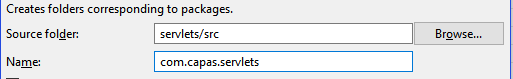 Creates folders corresponding to packages.
Source folder: servlets/src Browse...
Name: com.capas.servlets